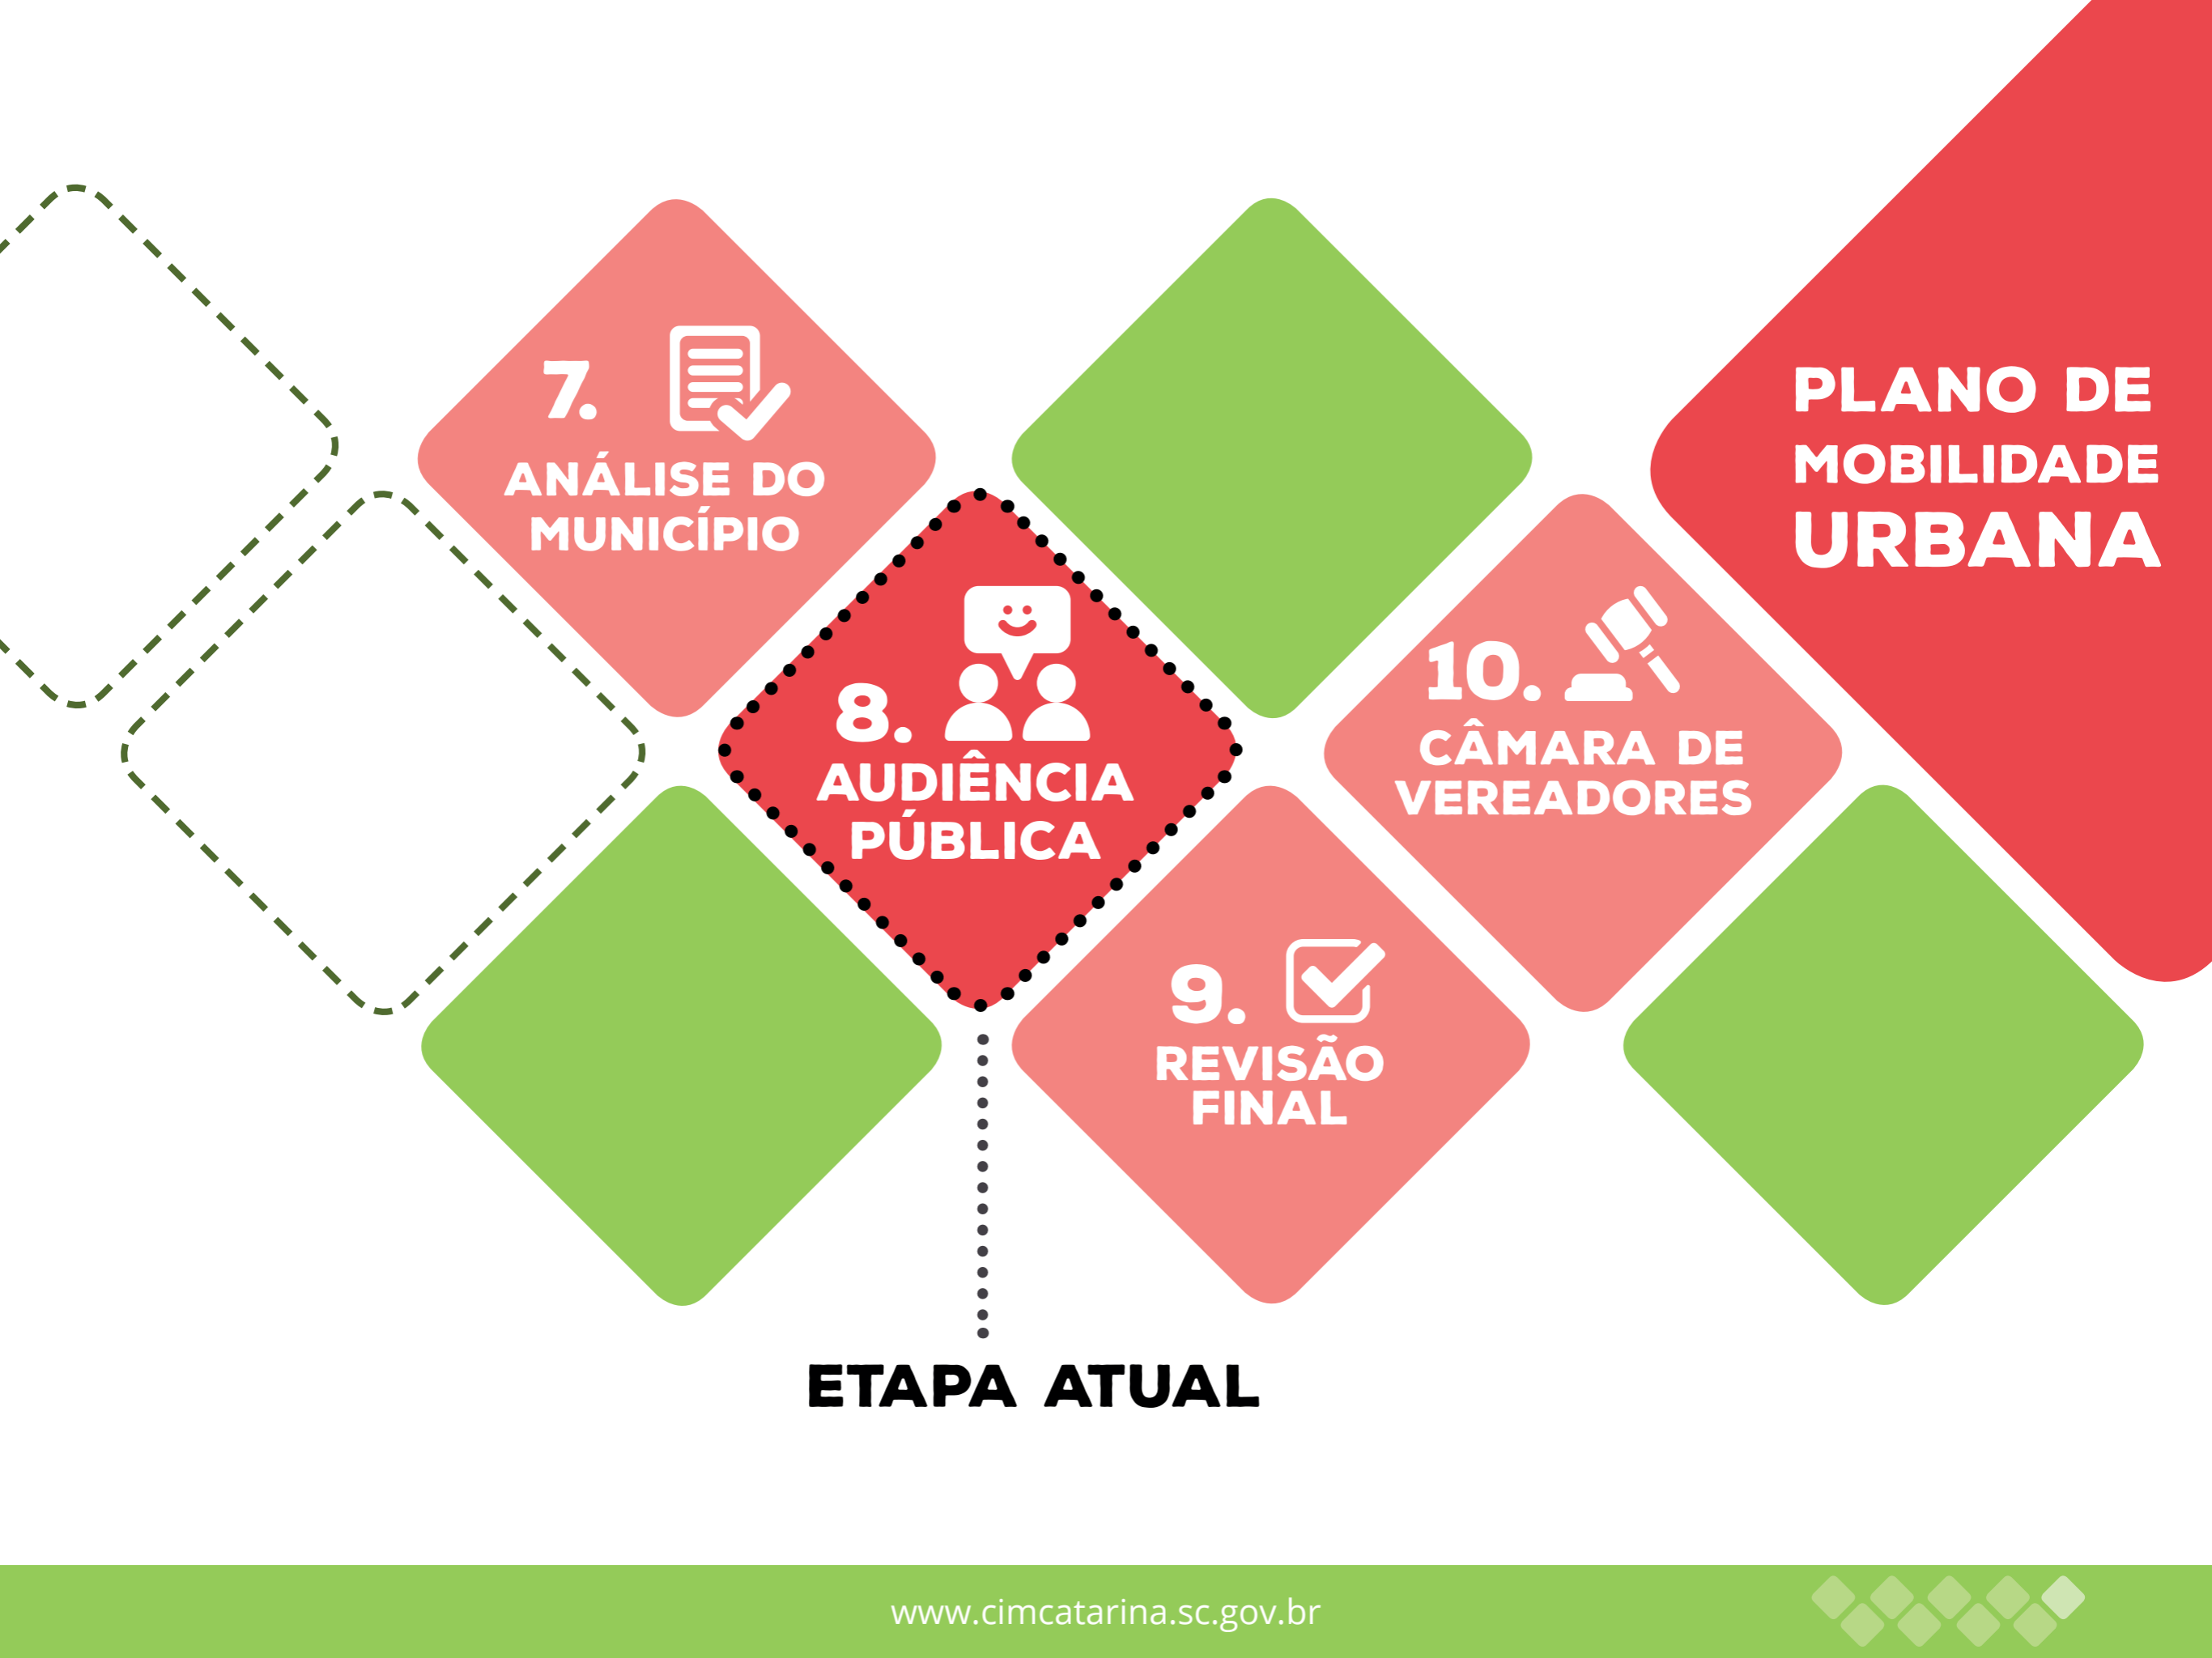 7.
ANÁLISE DO
MUNICÍPIO
8.
AUDIÊNCIA
PÚBLICA
9.
REVISÃO
FINAL
10.
CÂMARA DE
VEREADORES
PLANO DE
MOBILIDADE
URBANA
ETAPA ATUAL
www.cimcatarina.sc.gov.br